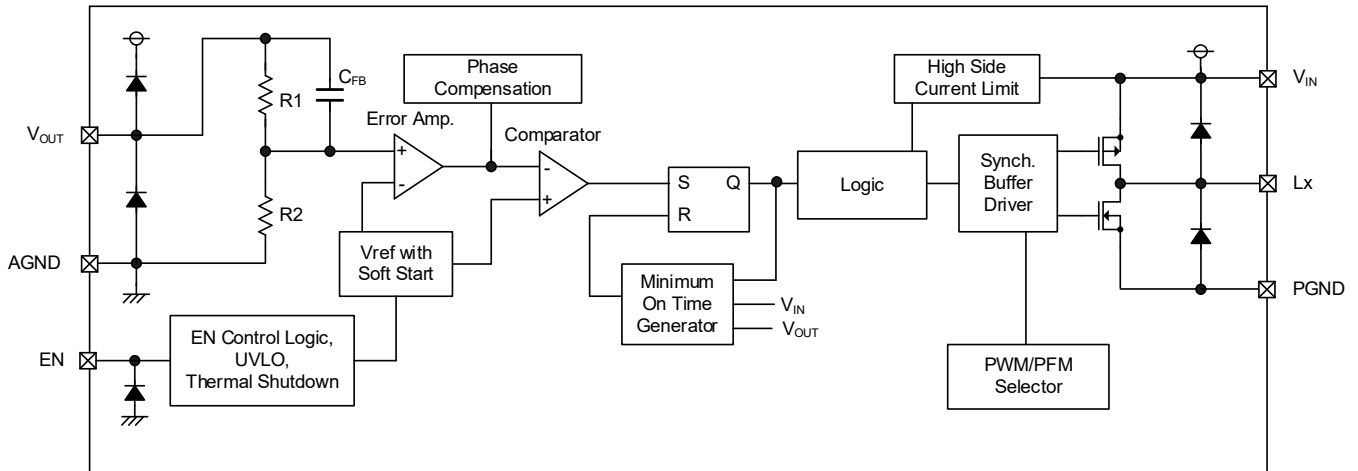 Phase
Compensation
High Side
Current Limit
V_IN
C_FB
R1
Error Amp.
Comparator
V_OUT
+
-
-
+
S Q
R
Logic
Synch.
Buffer
Driver
Lx
R2
AGND
Vref with
Soft Start
Minimum
On Time
Generator
V_IN
V_OUT
PGND
EN
EN Control Logic,
UVLO,
Thermal Shutdown
PWM/PFM
Selector